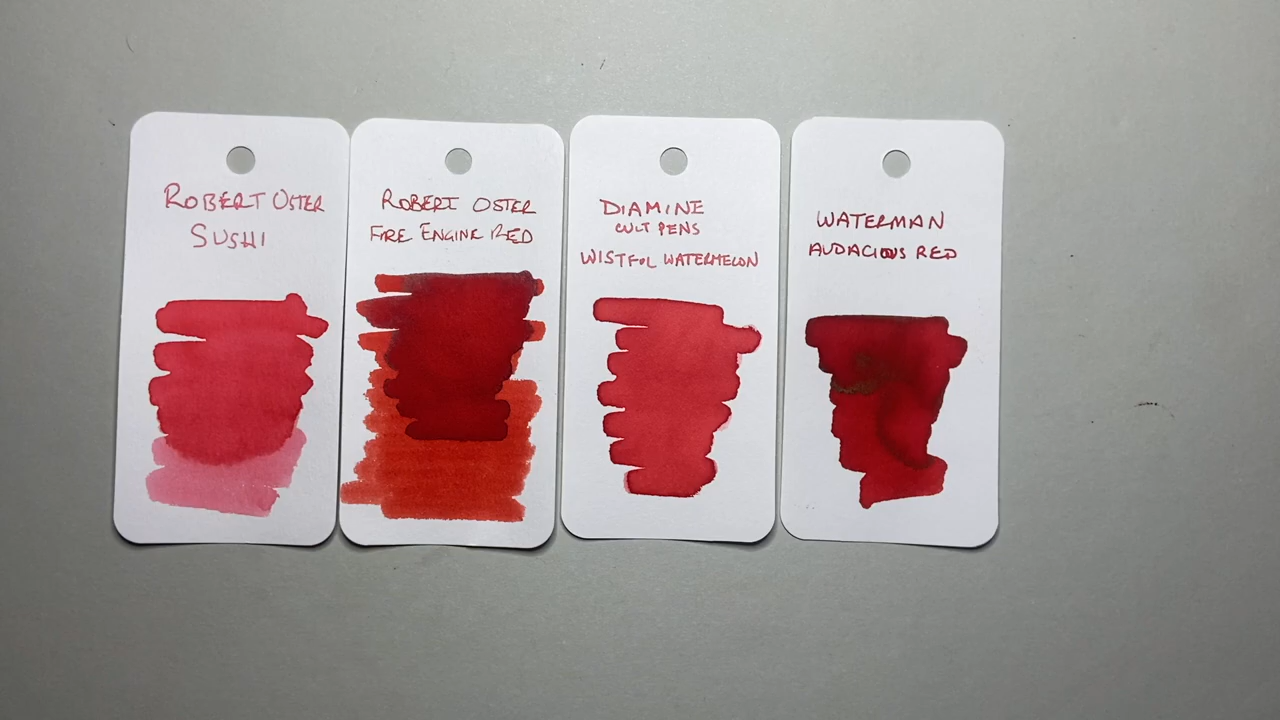 ROBERT OSTER
SUSHI
ROBERT OSTER
FIRE ENGINE RED
DIAMINE
CULT PENS
WISTFUL WATERMELON
WATERMAN
AUDACIOUS RED